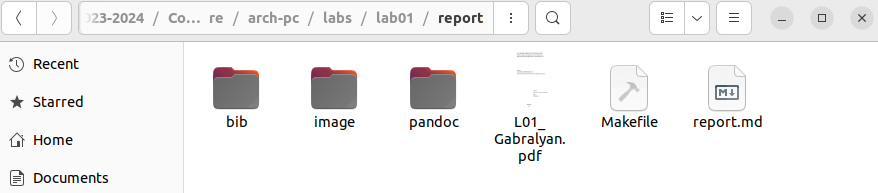 023-2024 / Co... re / arch-pc / labs / lab01 / report
Recent
Starred
Home
Documents
bib
image
pandoc
L01_
Gabralyan.
pdf
Makefile
M
report.md